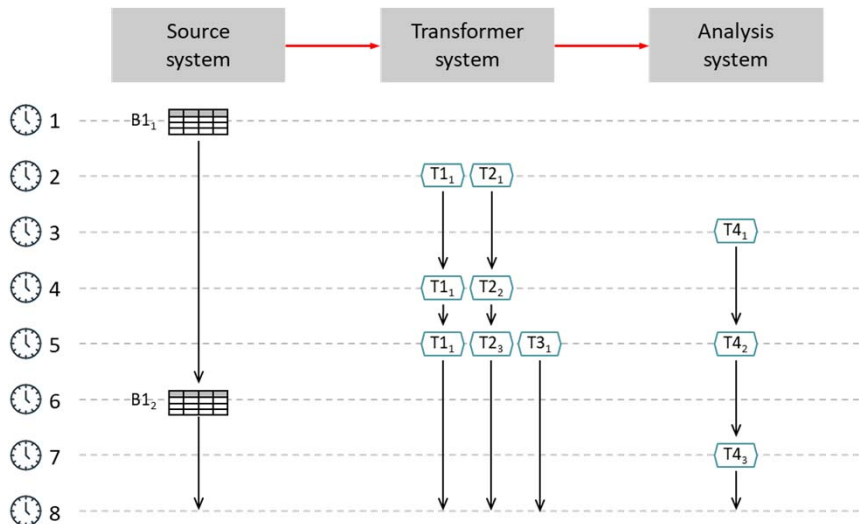 Source
system
Transformer
system
Analysis
system
1
B1₁
2
T1₁
T2₁
3
T4₁
4
T1₁
T2₂
5
T1₁
T2₃
T3₁
T4₂
6
B1₂
7
T4₃
8